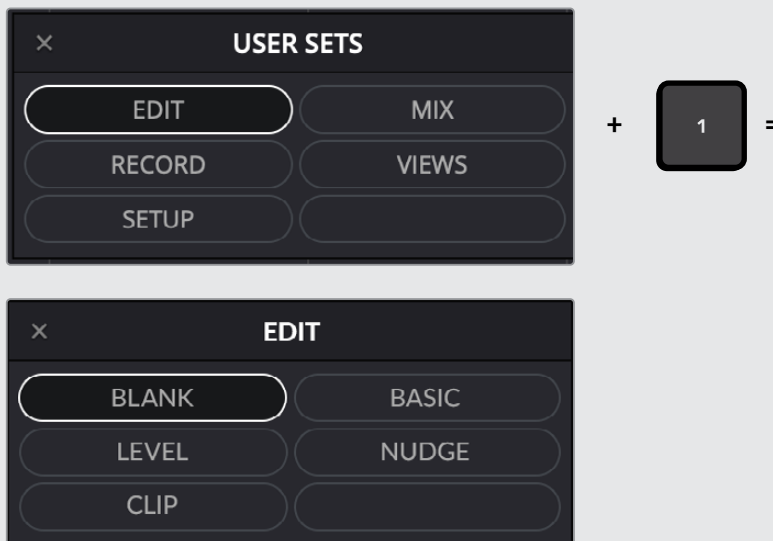 × USER SETS
EDIT MIX
+ 1 =
RECORD VIEWS
SETUP
× EDIT
BLANK BASIC
LEVEL NUDGE
CLIP